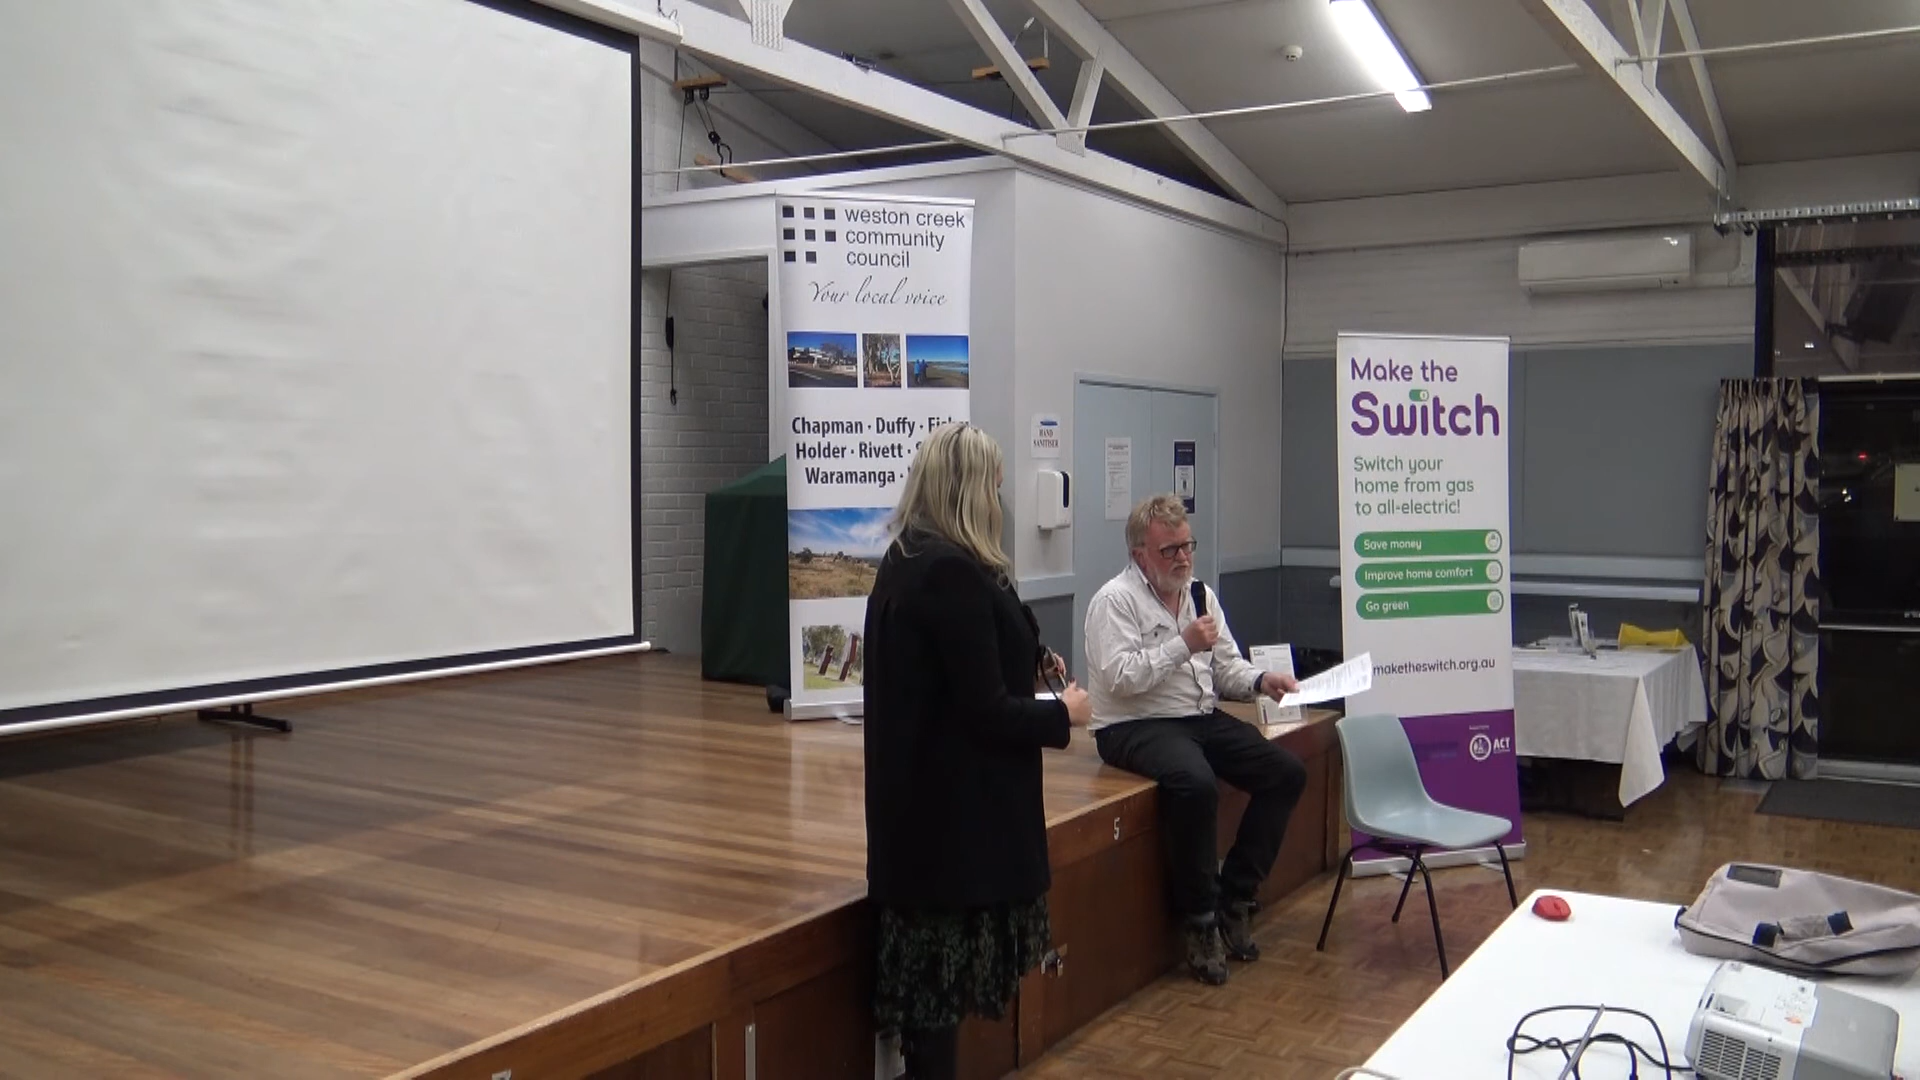 weston creek
community
council
Your local voice
Chapman · Duffy ·
Holder · Rivett ·
Waramanga ·
HAND
SANITISER
Make the
Switch
Switch your
home from gas
to all-electric!
Save money
Improve home comfort
Go green
maketheswitch.org.au
ACT
5